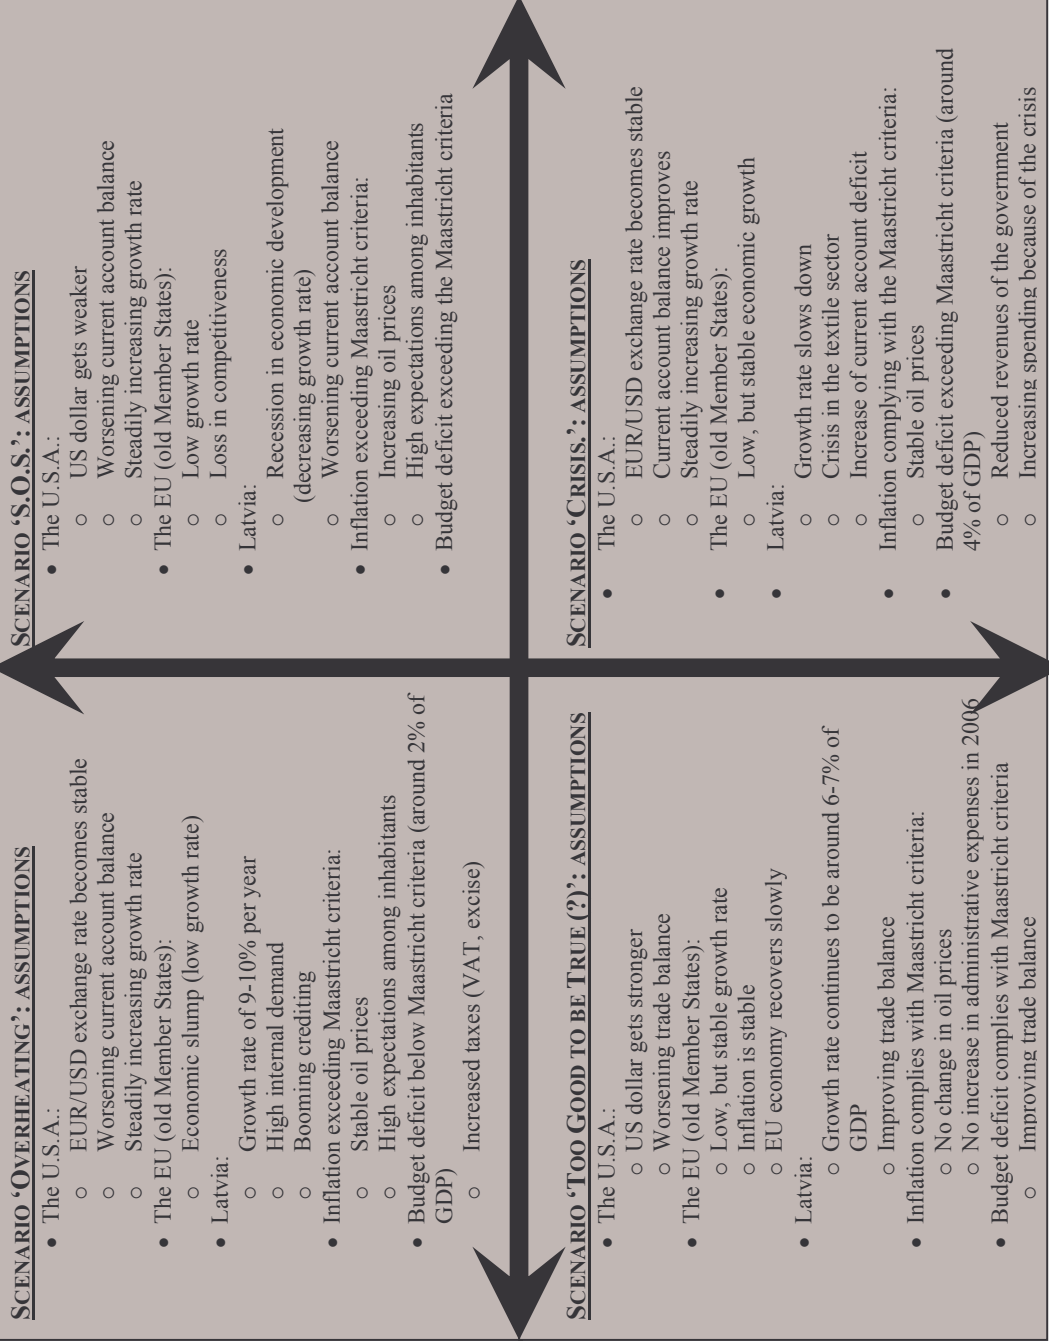 SCENARIO ‘OVERHEATING’: ASSUMPTIONS
• The U.S.A.:
○ EUR/USD exchange rate becomes stable
○ Worsening current account balance
○ Steadily increasing growth rate
• The EU (old Member States):
○ Economic slump (low growth rate)
• Latvia:
○ Growth rate of 9-10% per year
○ High internal demand
○ Booming crediting
• Inflation exceeding Maastricht criteria:
○ Stable oil prices
○ High expectations among inhabitants
• Budget deficit below Maastricht criteria (around 2% of
GDP)
○ Increased taxes (VAT, excise)
SCENARIO ‘S.O.S.’: ASSUMPTIONS
• The U.S.A.:
○ US dollar gets weaker
○ Worsening current account balance
○ Steadily increasing growth rate
• The EU (old Member States):
○ Low growth rate
○ Loss in competitiveness
• Latvia:
○ Recession in economic development
(decreasing growth rate)
○ Worsening current account balance
• Inflation exceeding Maastricht criteria:
○ Increasing oil prices
○ High expectations among inhabitants
• Budget deficit exceeding the Maastricht criteria
SCENARIO ‘TOO GOOD TO BE TRUE (?)’: ASSUMPTIONS
• The U.S.A.:
○ US dollar gets stronger
○ Worsening trade balance
• The EU (old Member States):
○ Low, but stable growth rate
○ Inflation is stable
○ EU economy recovers slowly
• Latvia:
○ Growth rate continues to be around 6-7% of
GDP
○ Improving trade balance
• Inflation complies with Maastricht criteria:
○ No change in oil prices
○ No increase in administrative expenses in 2006
• Budget deficit complies with Maastricht criteria
○ Improving trade balance
SCENARIO ‘CRISIS.’: ASSUMPTIONS
• The U.S.A.:
○ EUR/USD exchange rate becomes stable
○ Current account balance improves
○ Steadily increasing growth rate
• The EU (old Member States):
○ Low, but stable economic growth
• Latvia:
○ Growth rate slows down
○ Crisis in the textile sector
○ Increase of current account deficit
• Inflation complying with the Maastricht criteria:
○ Stable oil prices
• Budget deficit exceeding Maastricht criteria (around
4% of GDP)
○ Reduced revenues of the government
○ Increasing spending because of the crisis